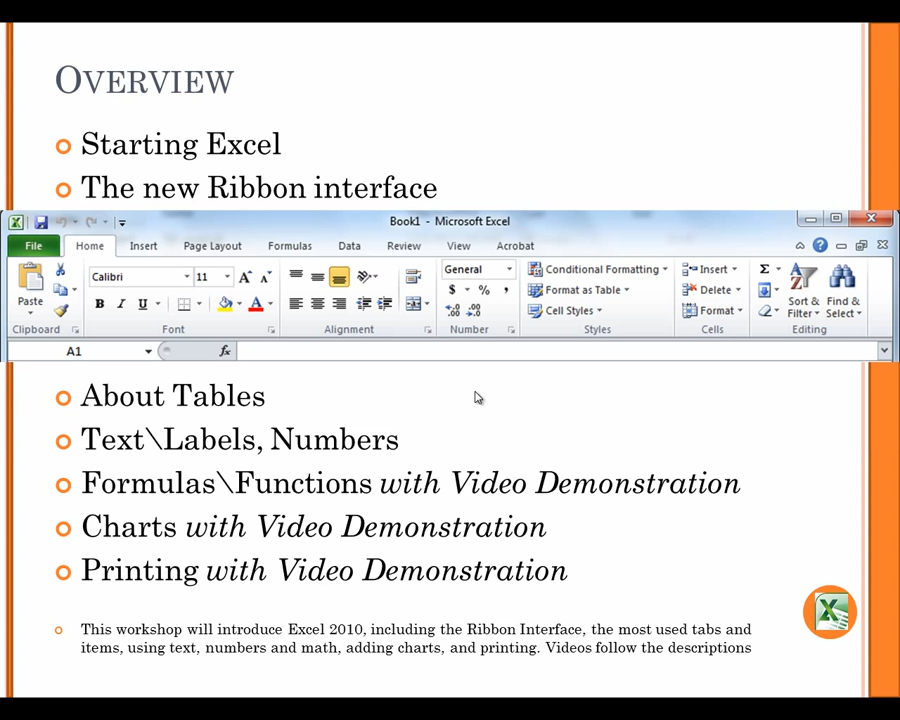 OVERVIEW
Starting Excel
The new Ribbon interface
Book1 - Microsoft Excel
File Home Insert Page Layout Formulas Data Review View Acrobat
Calibri 11 General Conditional Formatting Insert Σ
Paste B I U A $ % , Format as Table Delete Sort & Filter Find & Select
Cell Styles Format
Clipboard Font Alignment Number Styles Cells Editing
A1 fx
About Tables
Text\Labels, Numbers
Formulas\Functions with Video Demonstration
Charts with Video Demonstration
Printing with Video Demonstration
This workshop will introduce Excel 2010, including the Ribbon Interface, the most used tabs and
items, using text, numbers and math, adding charts, and printing. Videos follow the descriptions